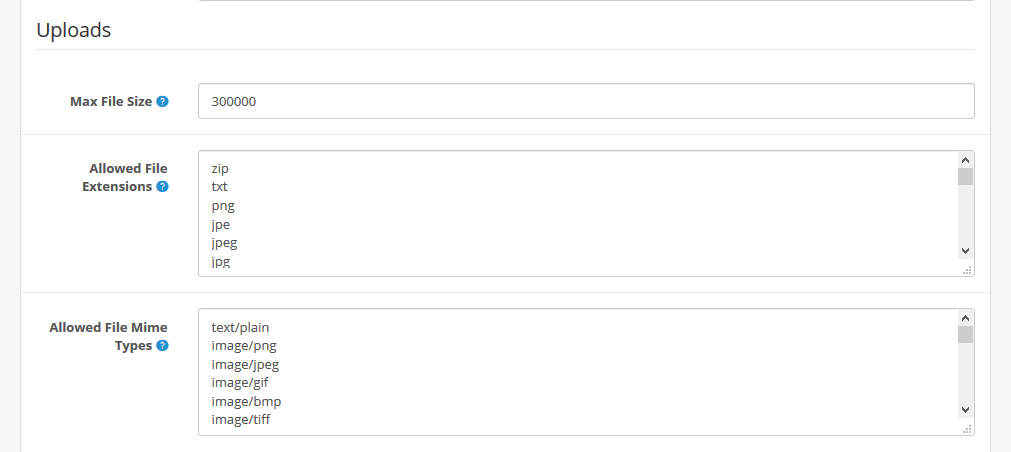 Uploads
Max File Size ?
300000
Allowed File
Extensions ?
zip
txt
png
jpe
jpeg
jpg
Allowed File Mime
Types ?
text/plain
image/png
image/jpeg
image/gif
image/bmp
image/tiff